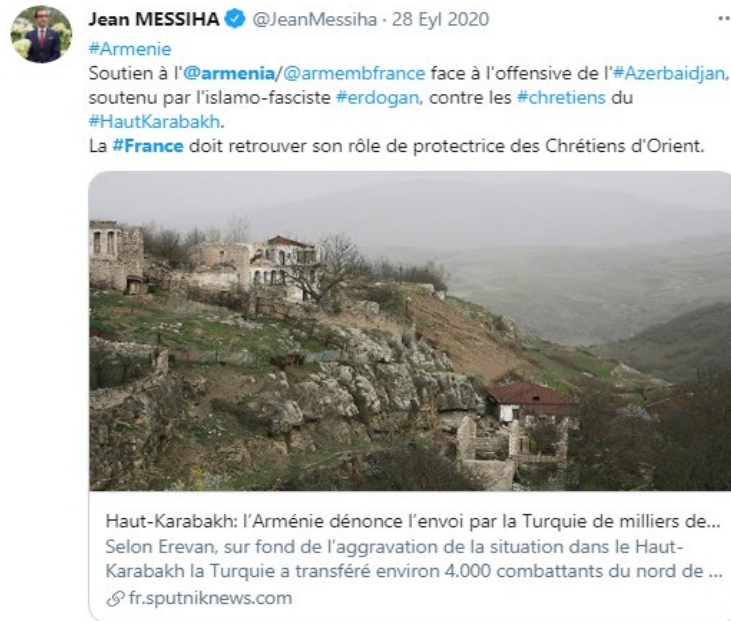 Jean MESSIHA @JeanMessiha · 28 Eyl 2020
#Armenie
Soutien à l'@armenia/@armembfrance face à l'offensive de l'#Azerbaidjan,
soutenu par l'islamo-fasciste #erdogan, contre les #chretiens du
#HautKarabakh.
La #France doit retrouver son rôle de protectrice des Chrétiens d'Orient.
Haut-Karabakh: l'Arménie dénonce l'envoi par la Turquie de milliers de...
Selon Erevan, sur fond de l'aggravation de la situation dans le Haut-
Karabakh la Turquie a transféré environ 4.000 combattants du nord de ...
fr.sputniknews.com